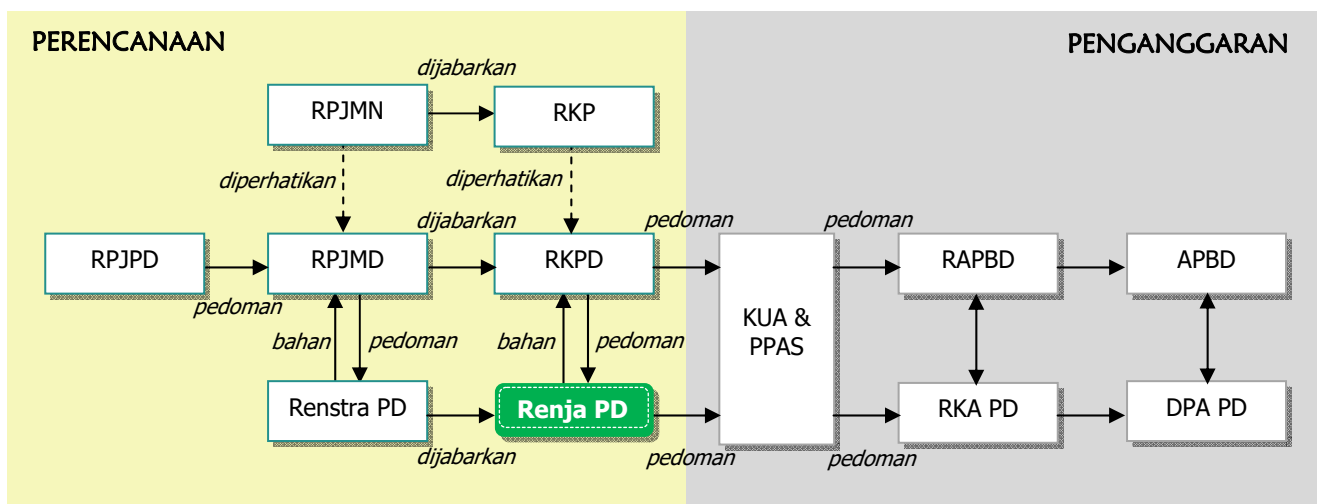 PERENCANAAN
PENGANGGARAN
dijabarkan
RPJMN
RKP
diperhatikan
diperhatikan
dijabarkan
pedoman
pedoman
RPJPD
RPJMD
RKPD
RAPBD
APBD
pedoman
KUA &
PPAS
bahan
pedoman
bahan
pedoman
Renstra PD
Renja PD
RKA PD
DPA PD
dijabarkan
pedoman
pedoman